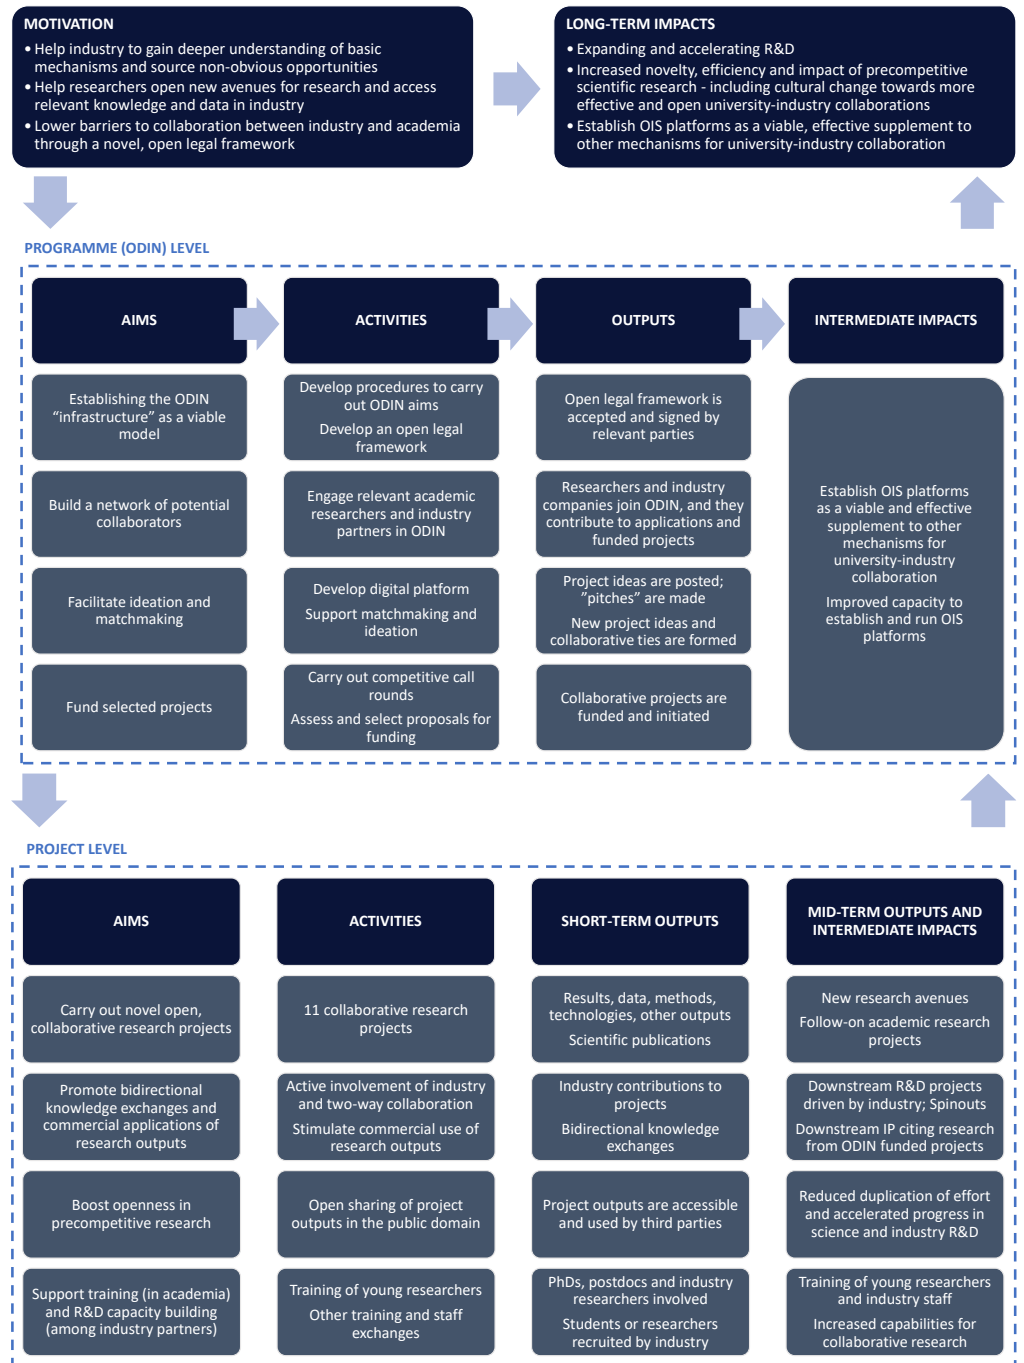 MOTIVATION
• Help industry to gain deeper understanding of basic
mechanisms and source non-obvious opportunities
• Help researchers open new avenues for research and access
relevant knowledge and data in industry
• Lower barriers to collaboration between industry and academia
through a novel, open legal framework
LONG-TERM IMPACTS
• Expanding and accelerating R&D
• Increased novelty, efficiency and impact of precompetitive
scientific research - including cultural change towards more
effective and open university-industry collaborations
• Establish OIS platforms as a viable, effective supplement to
other mechanisms for university-industry collaboration
PROGRAMME (ODIN) LEVEL
AIMS
ACTIVITIES
OUTPUTS
INTERMEDIATE IMPACTS
Establishing the ODIN
“infrastructure” as a viable
model
Develop procedures to carry
out ODIN aims
Develop an open legal
framework
Open legal framework is
accepted and signed by
relevant parties
Establish OIS platforms
as a viable and effective
supplement to other
mechanisms for
university-industry
collaboration
Improved capacity to
establish and run OIS
platforms
Build a network of potential
collaborators
Engage relevant academic
researchers and industry
partners in ODIN
Researchers and industry
companies join ODIN, and they
contribute to applications and
funded projects
Facilitate ideation and
matchmaking
Develop digital platform
Support matchmaking and
ideation
Project ideas are posted;
”pitches” are made
New project ideas and
collaborative ties are formed
Fund selected projects
Carry out competitive call
rounds
Assess and select proposals for
funding
Collaborative projects are
funded and initiated
PROJECT LEVEL
AIMS
ACTIVITIES
SHORT-TERM OUTPUTS
MID-TERM OUTPUTS AND
INTERMEDIATE IMPACTS
Carry out novel open,
collaborative research projects
11 collaborative research
projects
Results, data, methods,
technologies, other outputs
Scientific publications
New research avenues
Follow-on academic research
projects
Promote bidirectional
knowledge exchanges and
commercial applications of
research outputs
Active involvement of industry
and two-way collaboration
Stimulate commercial use of
research outputs
Industry contributions to
projects
Bidirectional knowledge
exchanges
Downstream R&D projects
driven by industry; Spinouts
Downstream IP citing research
from ODIN funded projects
Boost openness in
precompetitive research
Open sharing of project
outputs in the public domain
Project outputs are accessible
and used by third parties
Reduced duplication of effort
and accelerated progress in
science and industry R&D
Support training (in academia)
and R&D capacity building
(among industry partners)
Training of young researchers
Other training and staff
exchanges
PhDs, postdocs and industry
researchers involved
Students or researchers
recruited by industry
Training of young researchers
and industry staff
Increased capabilities for
collaborative research